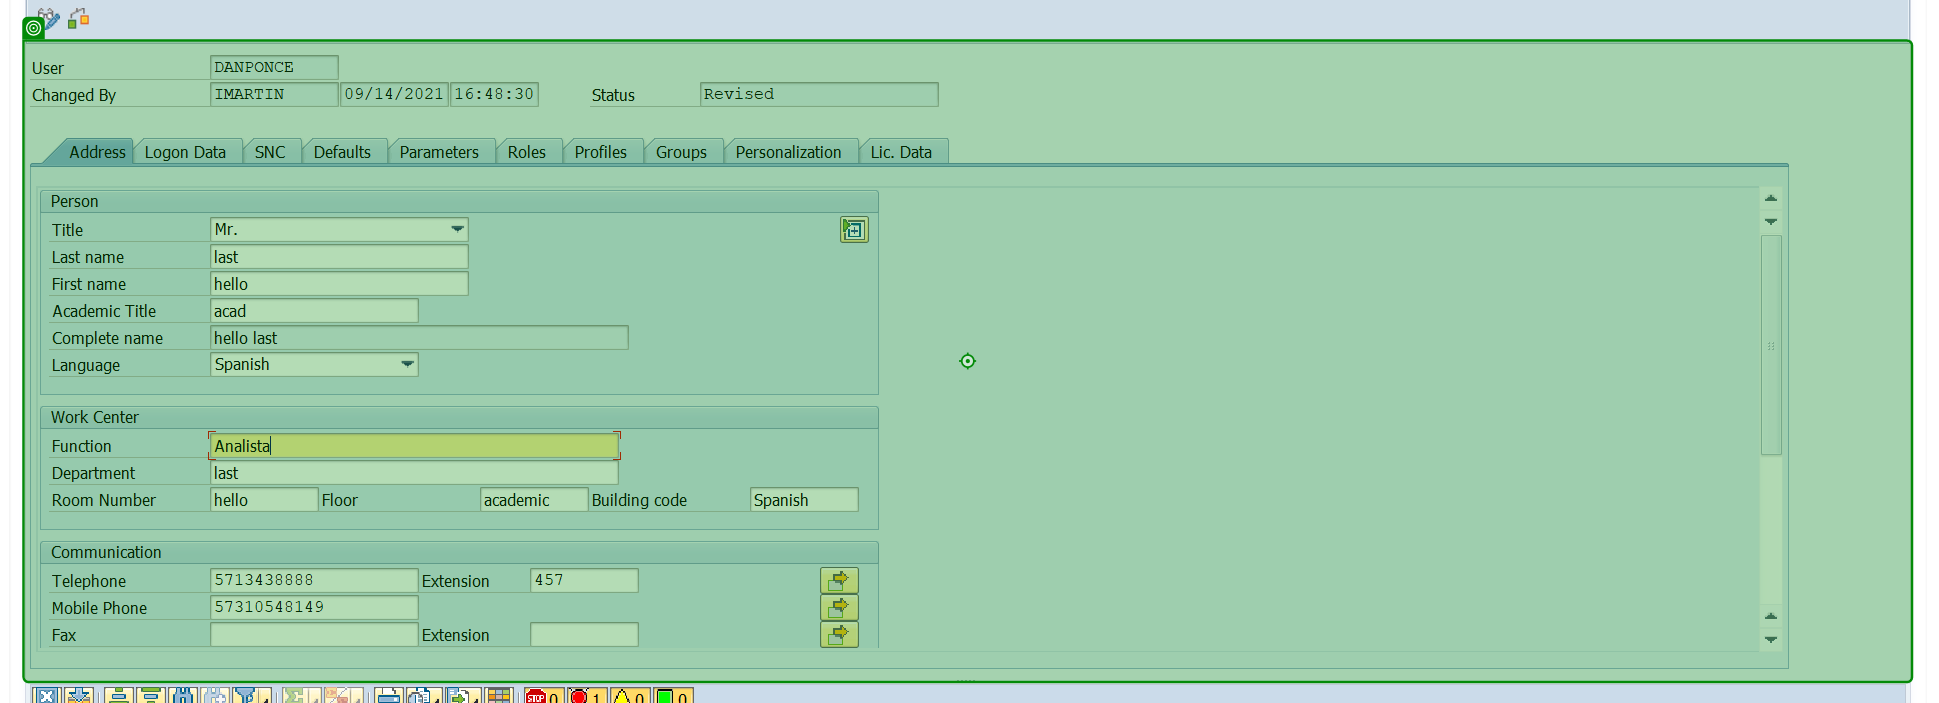 User DANPONCE
Changed By IMARTIN 09/14/2021 16:48:30 Status Revised
Address Logon Data SNC Defaults Parameters Roles Profiles Groups Personalization Lic. Data
Person
Title Mr.
Last name last
First name hello
Academic Title acad
Complete name hello last
Language Spanish
Work Center
Function Analista
Department last
Room Number hello Floor academic Building code Spanish
Communication
Telephone 5713438888 Extension 457
Mobile Phone 57310548149
Fax Extension
STOP 0 1 0 0